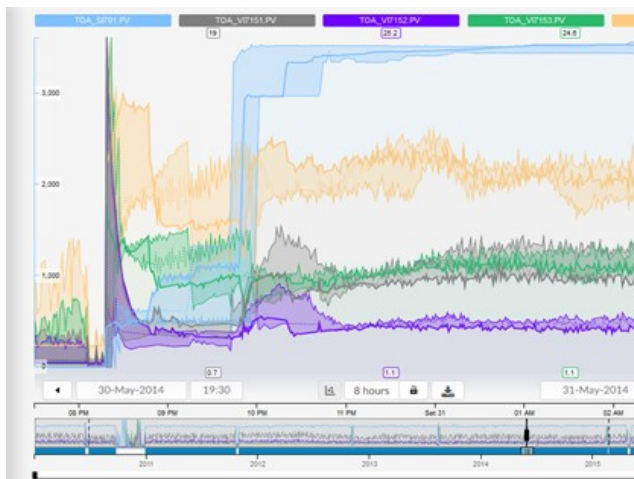 TOA_SI701.PV TOA_VI7151.PV TOA_VI7152.PV TOA_VI7153.PV
19 25.2 24.8
3,000
2,000
1,000
0
0.7 1.1 1.1
30-May-2014 19:30 8 hours 31-May-2014
08 PM 09 PM 10 PM 11 PM Sat 31 01 AM 02 AM
2011 2012 2013 2014 2015